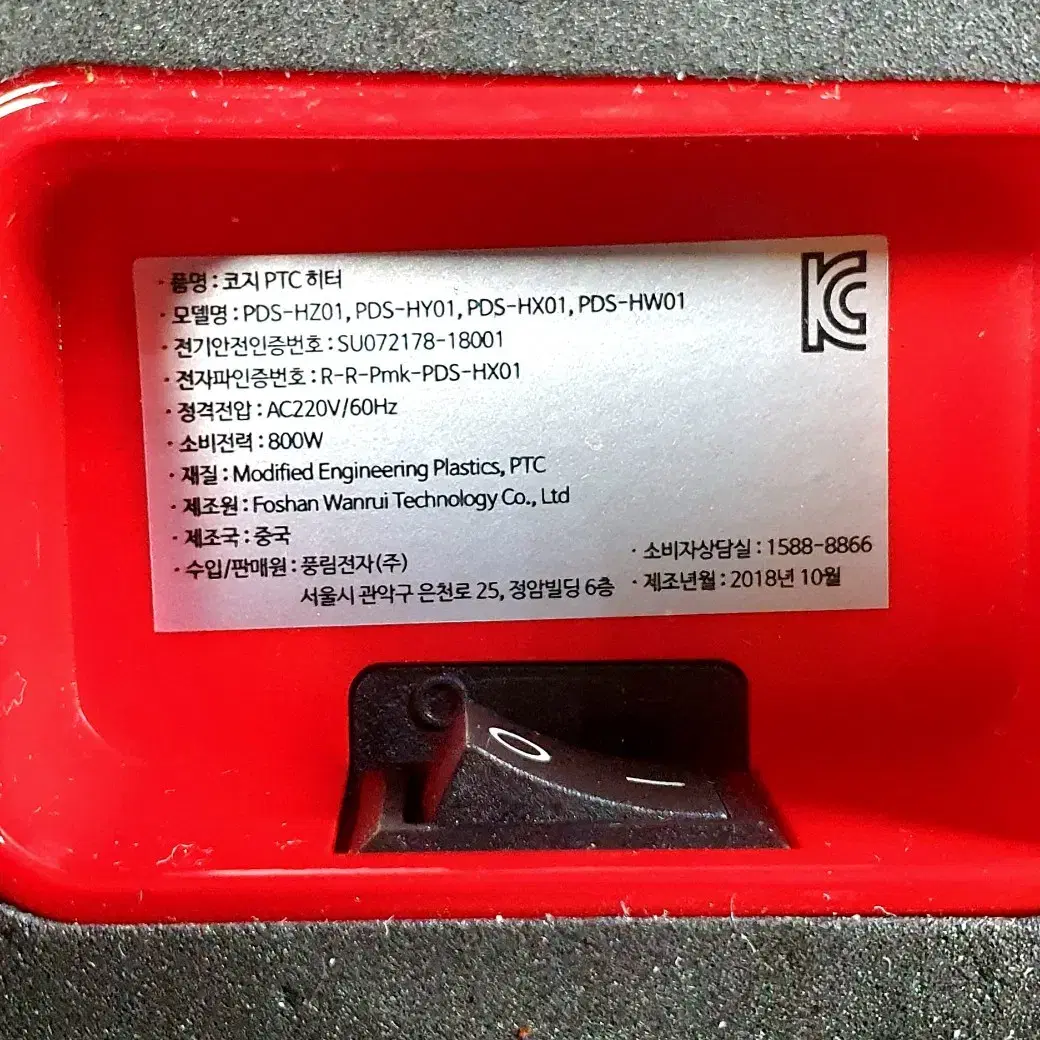 · 품명 : 코지 PTC 히터
· 모델명 : PDS-HZ01, PDS-HY01, PDS-HX01, PDS-HW01
· 전기안전인증번호 : SU072178-18001
· 전자파인증번호 : R-R-Pmk-PDS-HX01
· 정격전압 : AC220V/60Hz
· 소비전력 : 800W
· 재질 : Modified Engineering Plastics, PTC
· 제조원 : Foshan Wanrui Technology Co., Ltd
· 제조국 : 중국
· 수입/판매원 : 풍림전자(주)
서울시 관악구 은천로 25, 정암빌딩 6층
· 소비자상담실 : 1588-8866
· 제조년월 : 2018년 10월
KC
O —